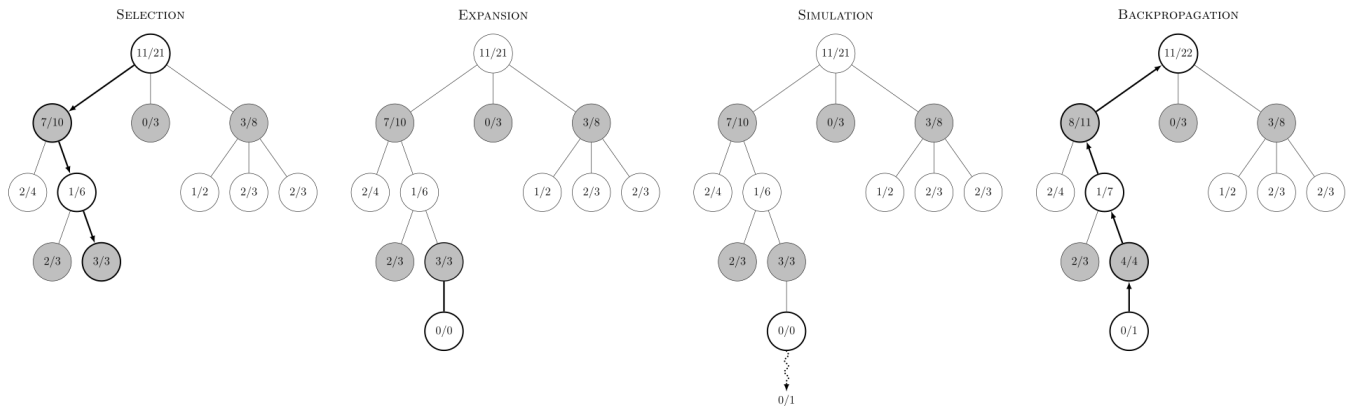 SELECTION
11/21
7/10 0/3 3/8
2/4 1/6 1/2 2/3 2/3
2/3 3/3
EXPANSION
11/21
7/10 0/3 3/8
2/4 1/6 1/2 2/3 2/3
2/3 3/3
0/0
SIMULATION
11/21
7/10 0/3 3/8
2/4 1/6 1/2 2/3 2/3
2/3 3/3
0/0
0/1
BACKPROPAGATION
11/22
8/11 0/3 3/8
2/4 1/7 1/2 2/3 2/3
2/3 4/4
0/1